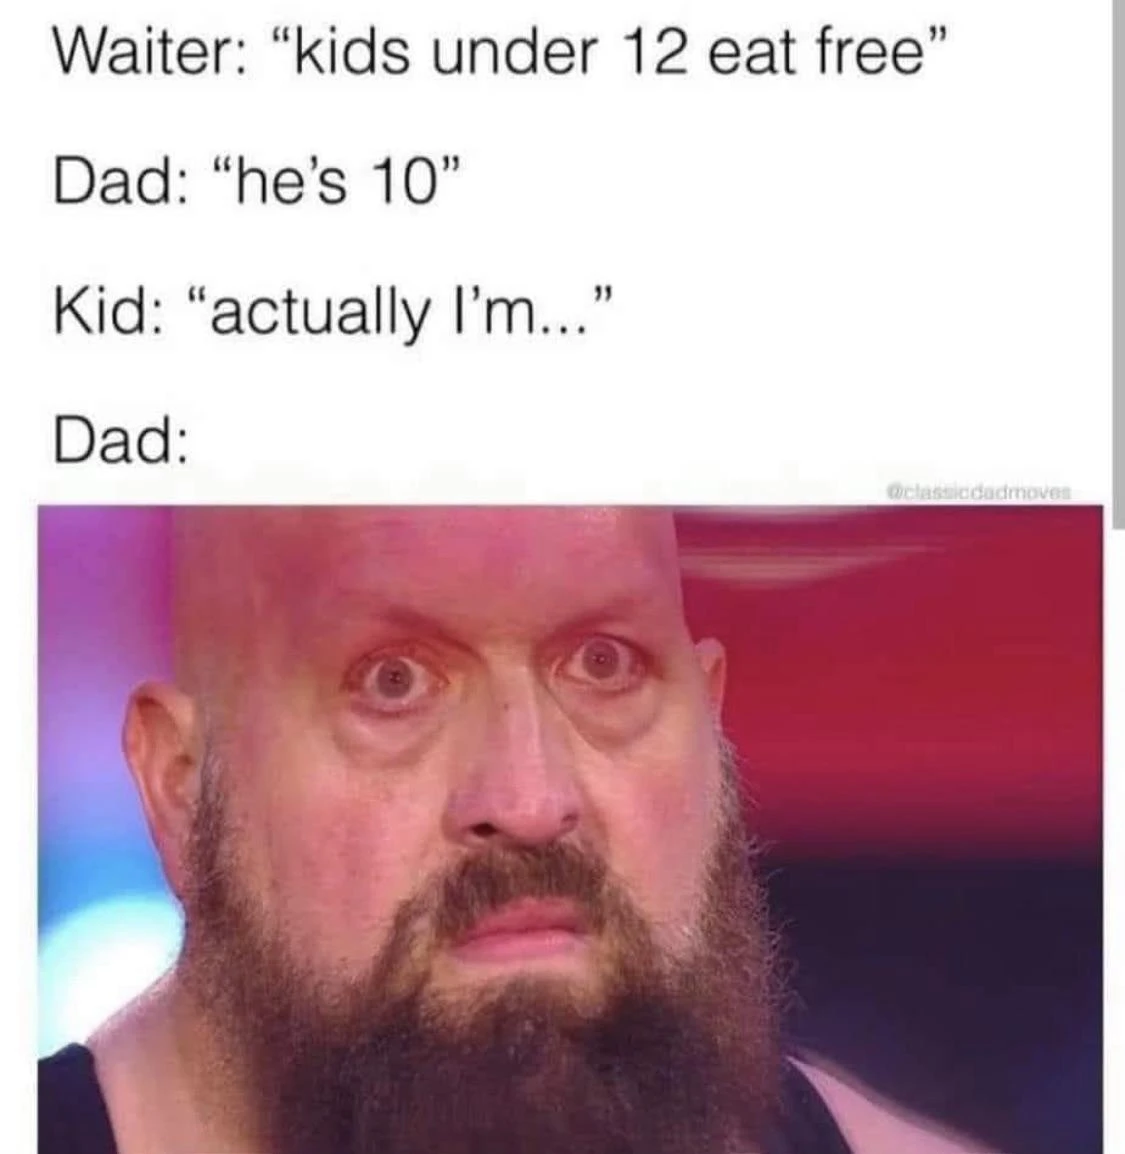 Waiter: “kids under 12 eat free”
Dad: “he’s 10”
Kid: “actually I’m...”
Dad:
@classicdadmoves